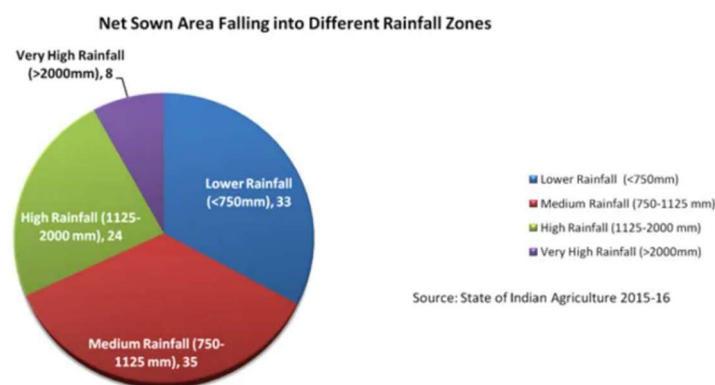 Net Sown Area Falling into Different Rainfall Zones
Very High Rainfall
(>2000mm), 8
Lower Rainfall
(<750mm), 33
High Rainfall (1125-
2000 mm), 24
Medium Rainfall (750-
1125 mm), 35
Lower Rainfall (<750mm)
Medium Rainfall (750-1125 mm)
High Rainfall (1125-2000 mm)
Very High Rainfall (>2000mm)
Source: State of Indian Agriculture 2015-16